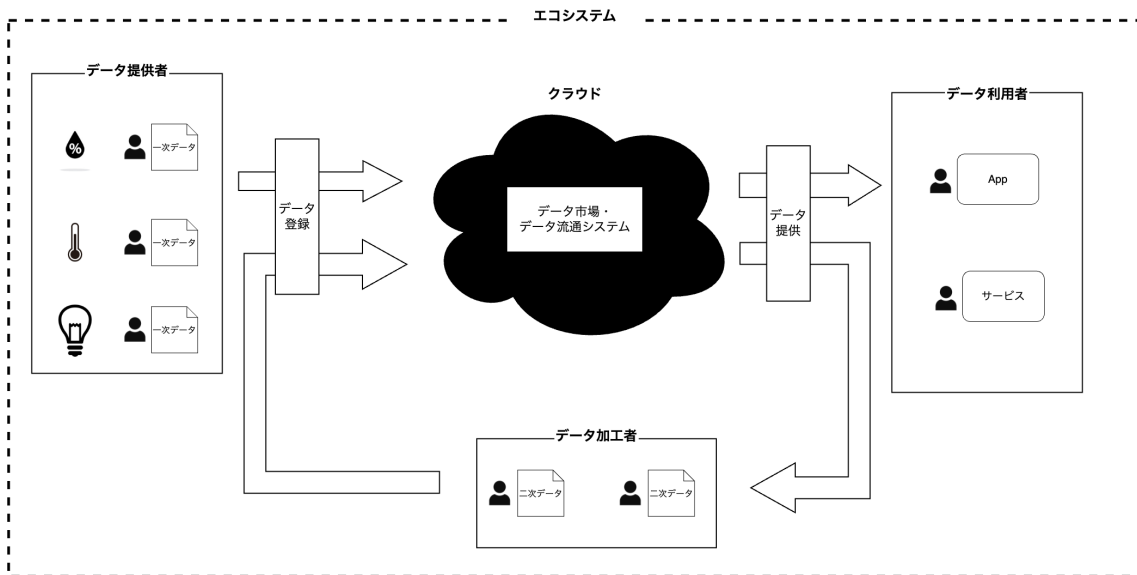 エコシステム
データ提供者
%
一次データ
一次データ
一次データ
データ
登録
クラウド
データ市場・
データ流通システム
データ
提供
データ利用者
App
サービス
データ加工者
二次データ
二次データ